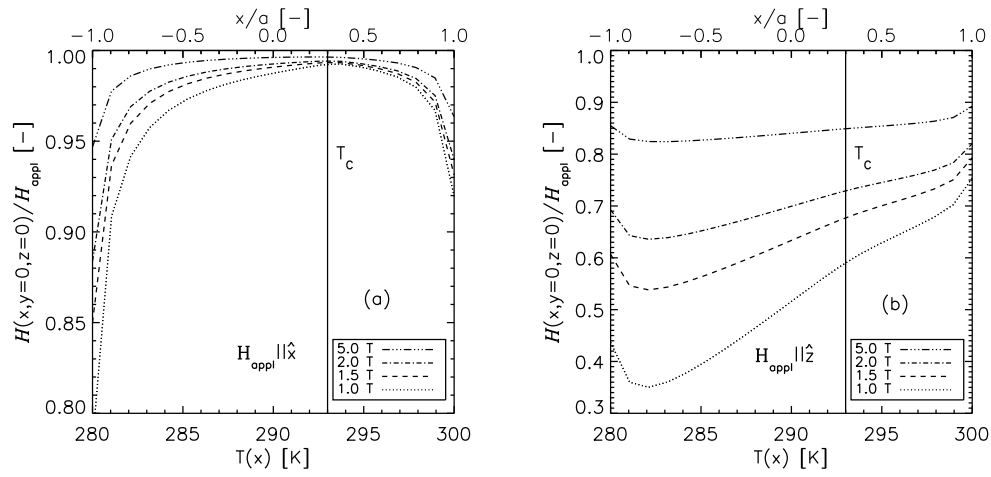 x/a [-]
-1.0 -0.5 0.0 0.5 1.0
1.00
0.95
0.90
0.85
0.80
H(x,y=0,z=0)/H_appl [-]
T_c
(a)
H_appl||x̂
5.0 T
2.0 T
1.5 T
1.0 T
280 285 290 295 300
T(x) [K]
x/a [-]
-1.0 -0.5 0.0 0.5 1.0
1.0
0.9
0.8
0.7
0.6
0.5
0.4
0.3
H(x,y=0,z=0)/H_appl [-]
T_c
(b)
H_appl||ẑ
5.0 T
2.0 T
1.5 T
1.0 T
280 285 290 295 300
T(x) [K]